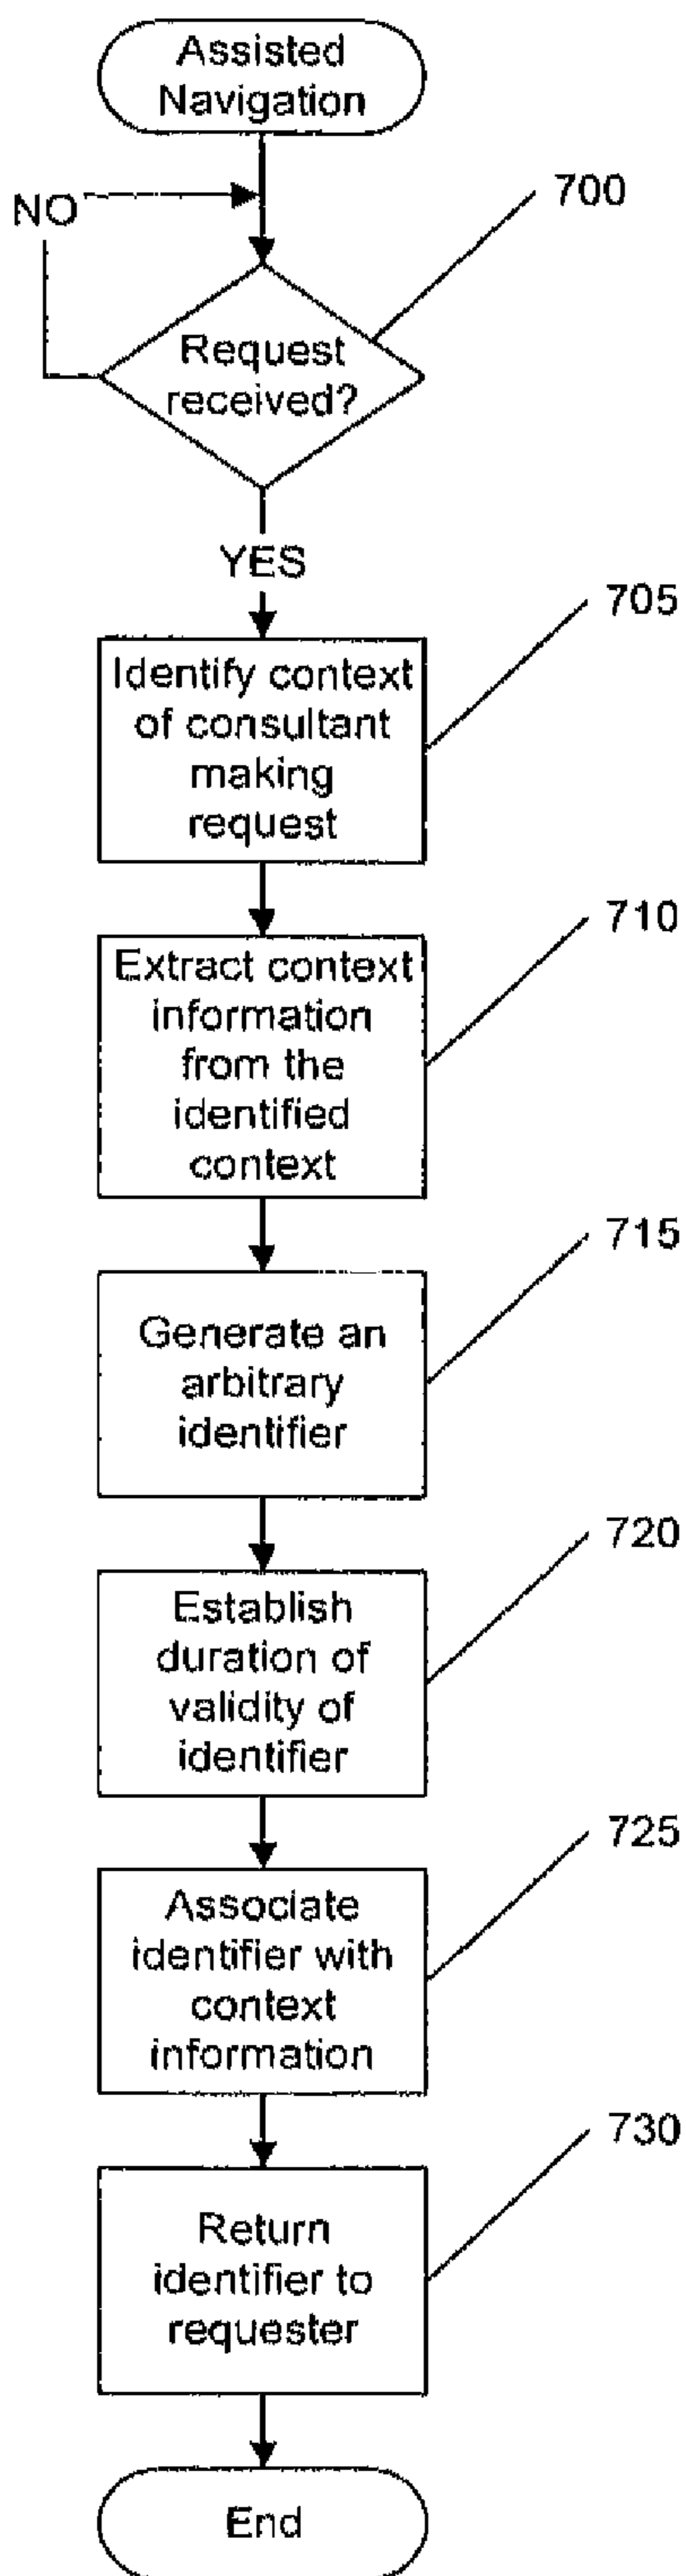 Assisted
Navigation
NO
700
Request
received?
YES
705
Identify context
of consultant
making
request
710
Extract context
information
from the
identified
context
715
Generate an
arbitrary
identifier
720
Establish
duration of
validity of
identifier
725
Associate
identifier with
context
information
730
Return
identifier to
requester
End